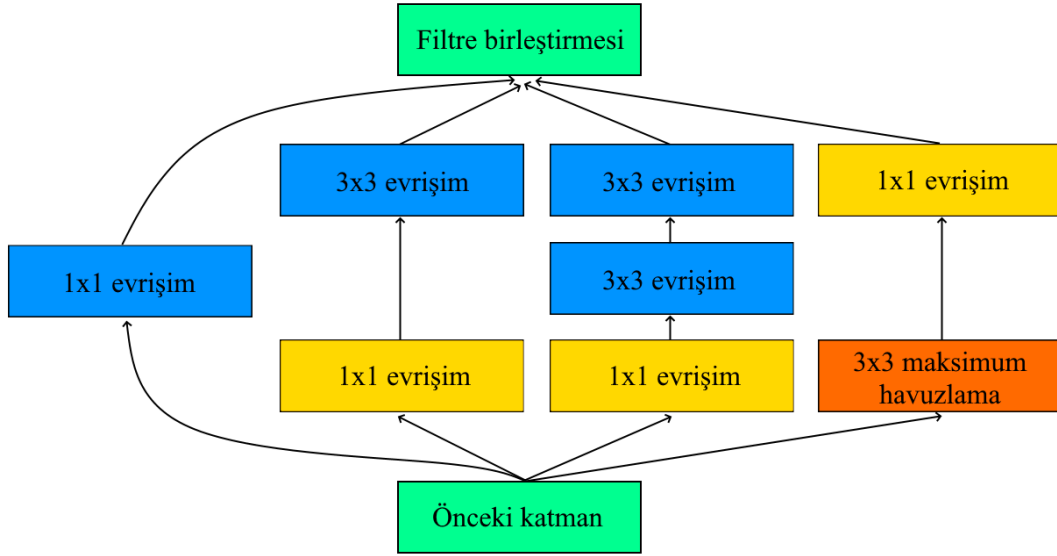 Filtre birleştirmesi
3x3 evrişim
3x3 evrişim
1x1 evrişim
1x1 evrişim
3x3 evrişim
1x1 evrişim
1x1 evrişim
3x3 maksimum
havuzlama
Önceki katman